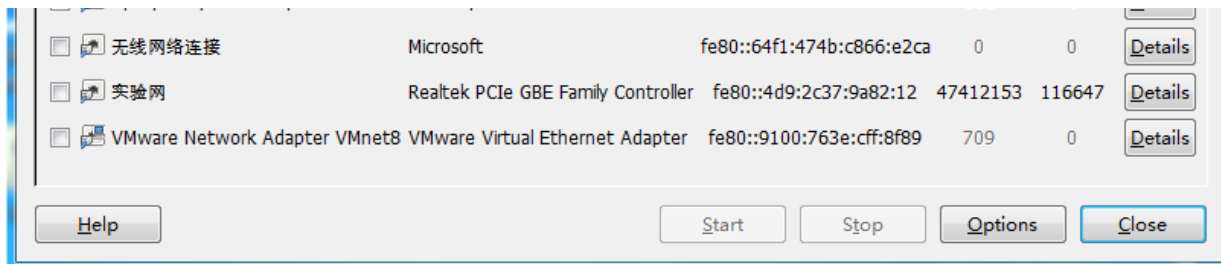 无线网络连接 Microsoft fe80::64f1:474b:c866:e2ca 0 0 Details
实验网 Realtek PCIe GBE Family Controller fe80::4d9:2c37:9a82:12 47412153 116647 Details
VMware Network Adapter VMnet8 VMware Virtual Ethernet Adapter fe80::9100:763e:cff:8f89 709 0 Details
Help Start Stop Options Close